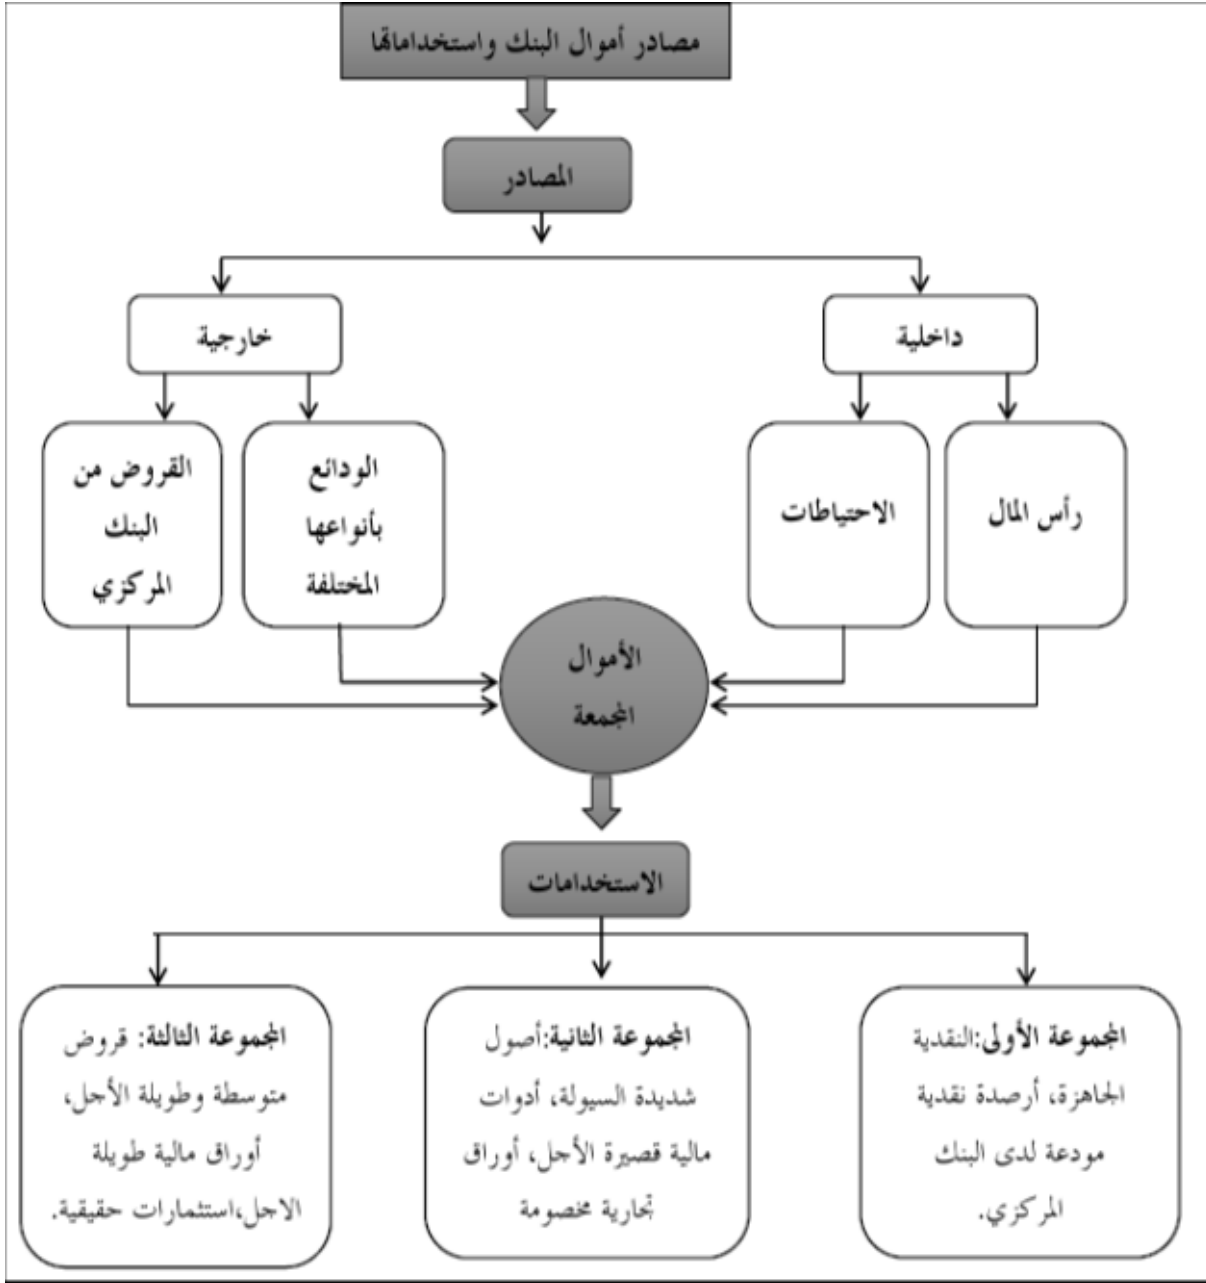 مصادر أموال البنك واستخداماتها
المصادر
داخلية
خارجية
رأس المال
الاحتياطات
الودائع
بأنواعها
المختلفة
القروض من
البنك
المركزي
الأموال
المجمعة
الاستخدامات
المجموعة الأولى:النقدية
الجاهزة، أرصدة نقدية
مودعة لدى البنك
المركزي.
المجموعة الثانية:أصول
شديدة السيولة، أدوات
مالية قصيرة الأجل، أوراق
تجارية مخصومة
المجموعة الثالثة: قروض
متوسطة وطويلة الأجل،
أوراق مالية طويلة
الاجل،استثمارات حقيقية.